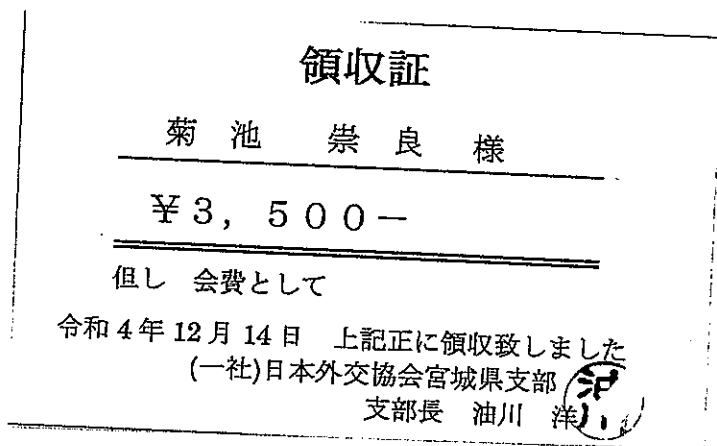 領収証
菊池 崇良 様
¥3,500－
但し 会費として
令和4年12月14日 上記正に領収致しました
(一社)日本外交協会宮城県支部
支部長 油川 洋